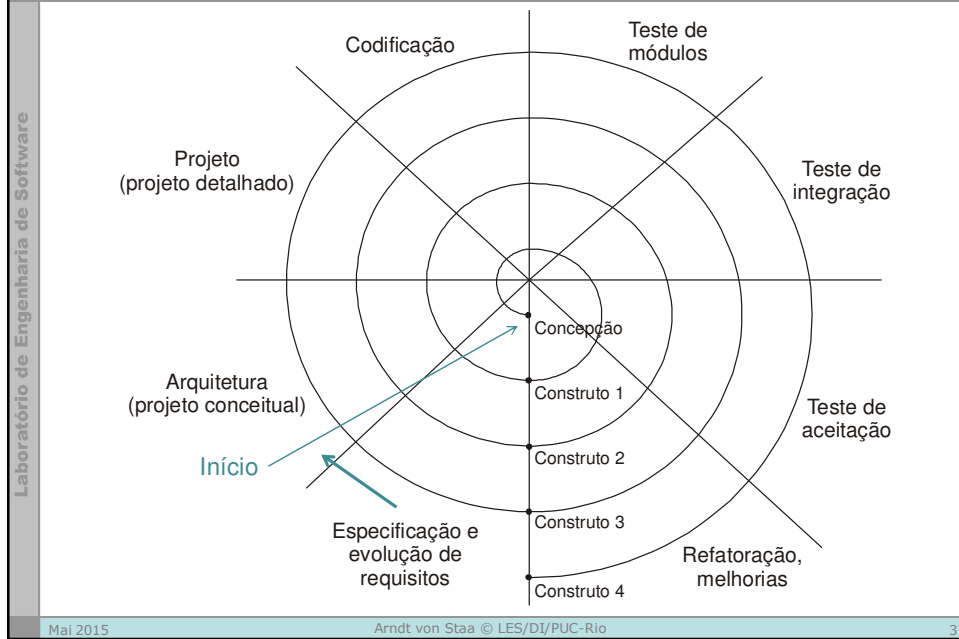 Laboratório de Engenharia de Software
Codificação
Teste de
módulos
Projeto
(projeto detalhado)
Teste de
integração
Concepção
Arquitetura
(projeto conceitual)
Construto 1
Teste de
aceitação
Início
Construto 2
Construto 3
Especificação e
evolução de
requisitos
Refatoração,
melhorias
Construto 4
Mai 2015
Arndt von Staa © LES/DI/PUC-Rio
3